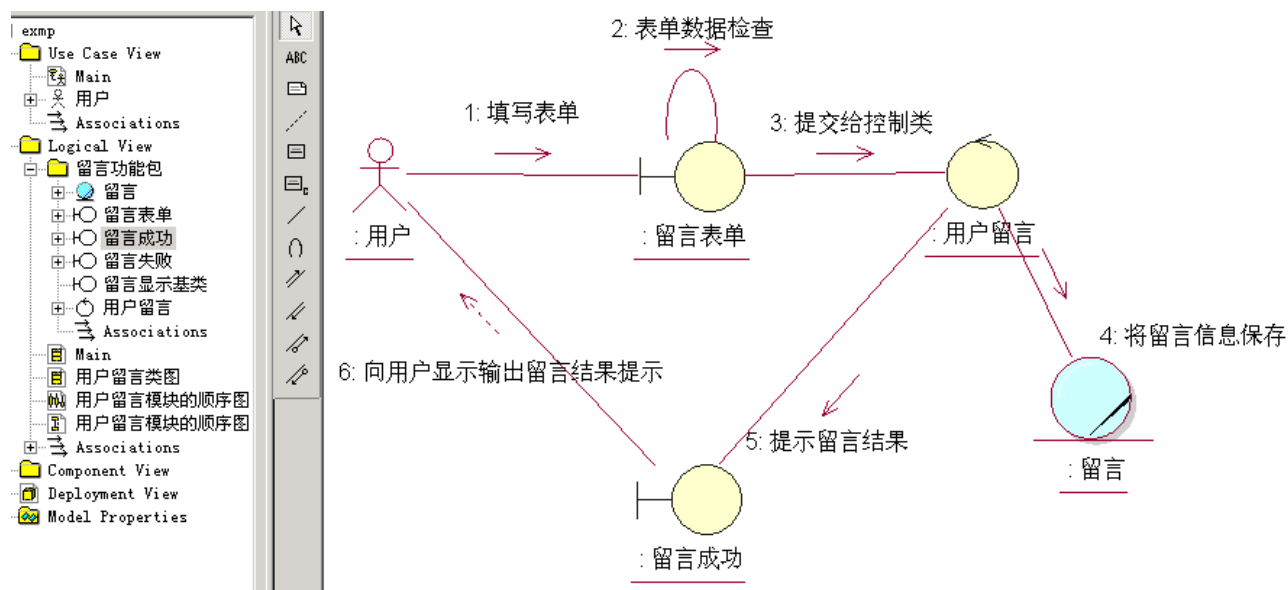 exmp
Use Case View
Main
用户
Associations
Logical View
留言功能包
留言
留言表单
留言成功
留言失败
留言显示基类
用户留言
Associations
Main
用户留言类图
用户留言模块的顺序图
用户留言模块的顺序图
Associations
Component View
Deployment View
Model Properties
ABC
2: 表单数据检查
1: 填写表单
3: 提交给控制类
: 用户
: 留言表单
: 用户留言
4: 将留言信息保存
6: 向用户显示输出留言结果提示
5: 提示留言结果
: 留言
: 留言成功